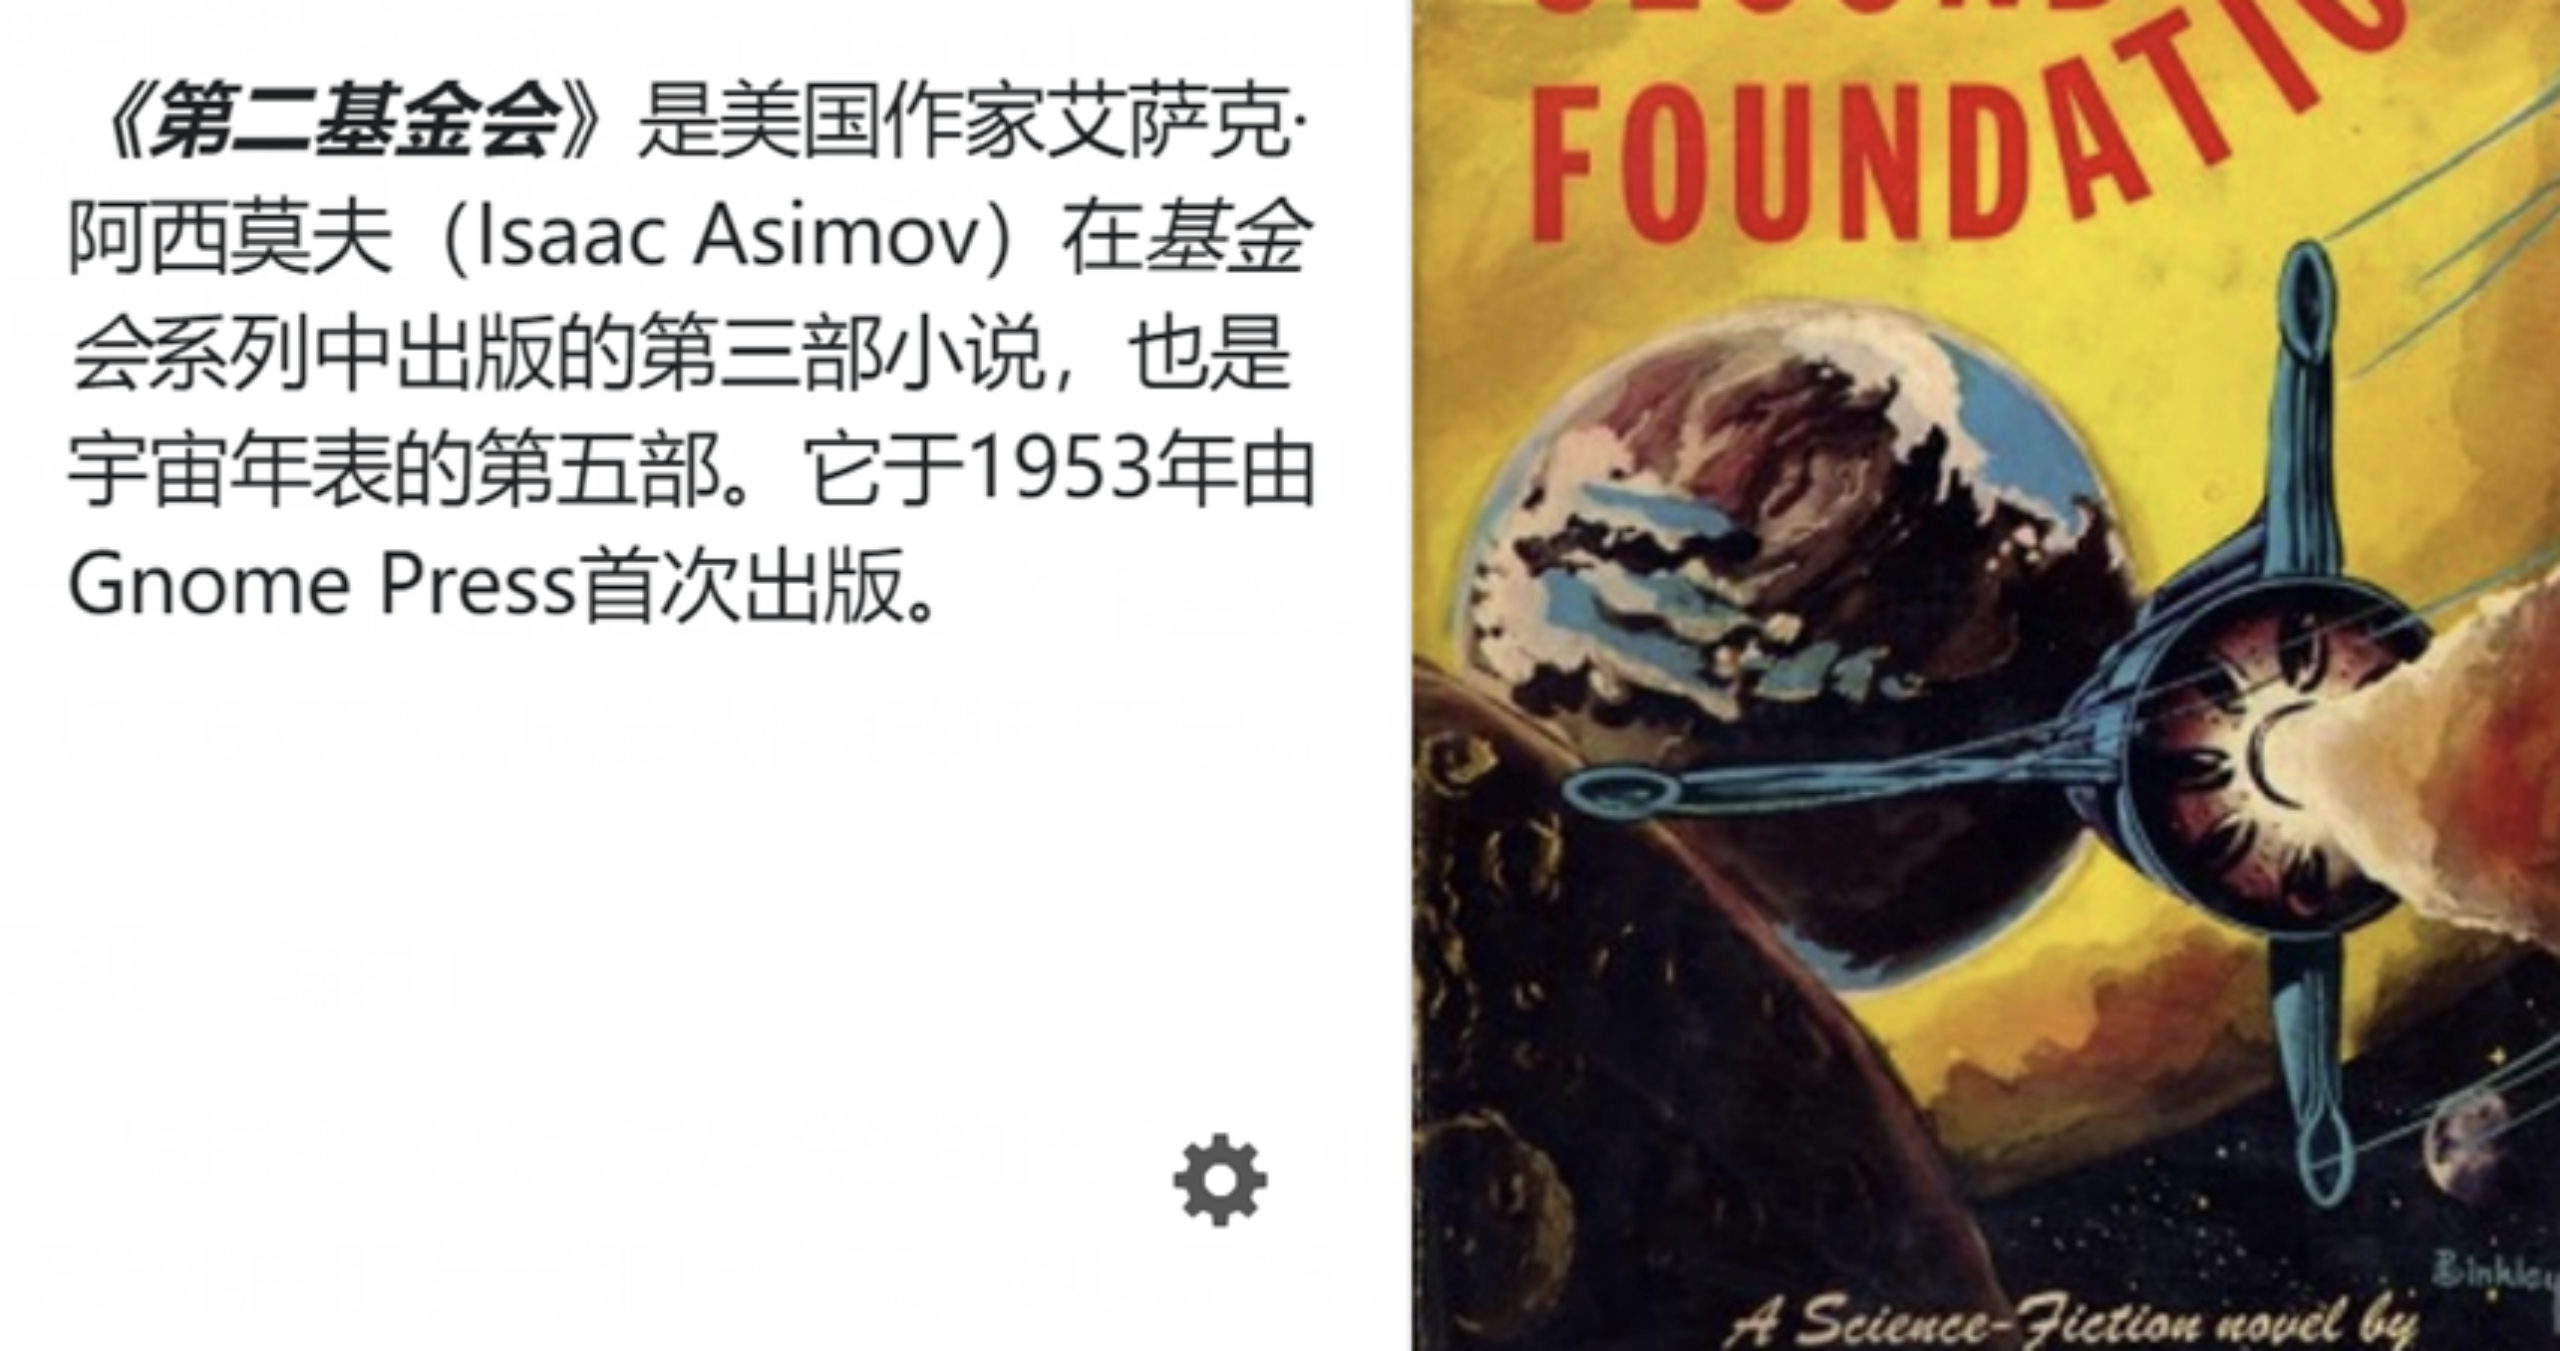 《第二基金会》是美国作家艾萨克·
阿西莫夫（Isaac Asimov）在基金
会系列中出版的第三部小说，也是
宇宙年表的第五部。它于1953年由
Gnome Press首次出版。
SECOND
FOUNDATIO
A Science-Fiction novel by
Binkley